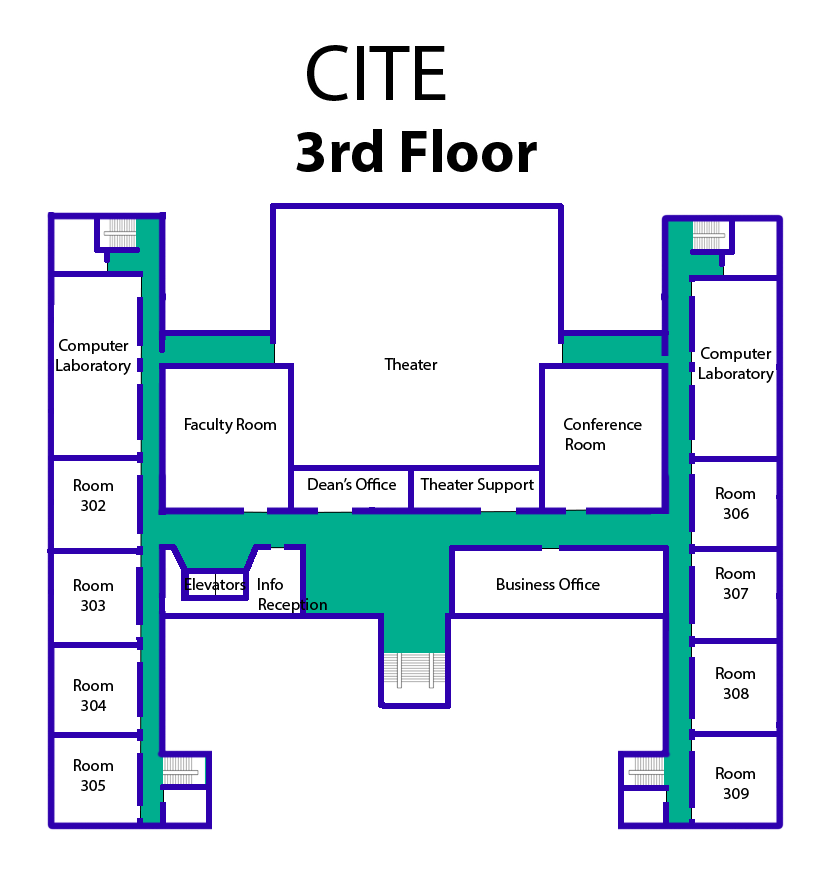 CITE
3rd Floor
Computer
Laboratory
Theater
Computer
Laboratory
Faculty Room
Conference
Room
Dean's Office
Theater Support
Room
302
Room
306
Elevators
Info
Reception
Business Office
Room
303
Room
307
Room
304
Room
308
Room
305
Room
309